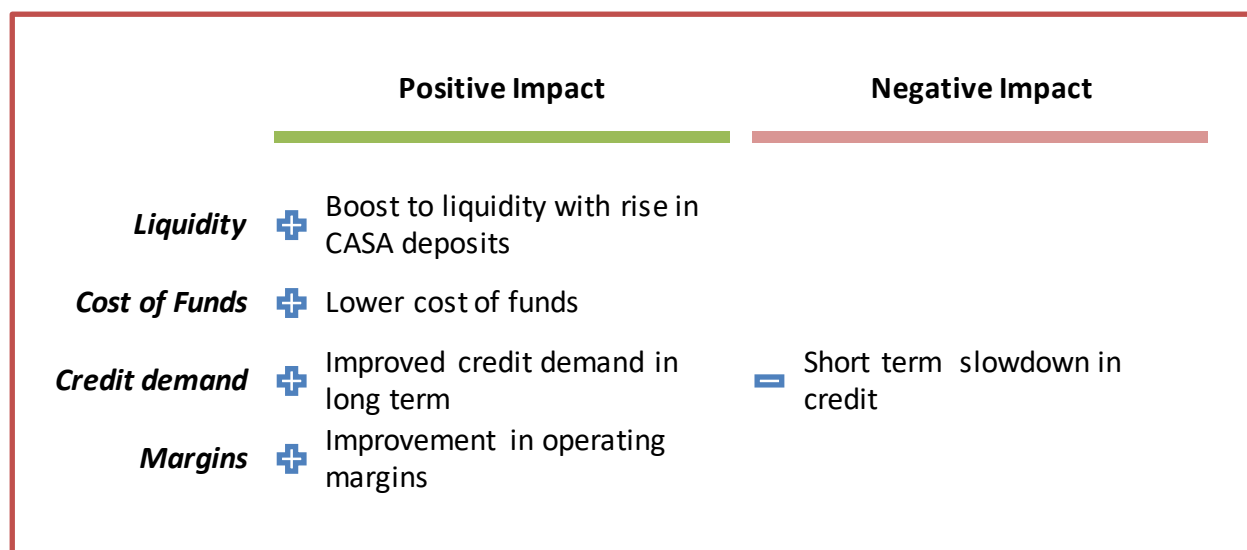 Positive Impact
Negative Impact
Liquidity
Boost to liquidity with rise in
CASA deposits
Cost of Funds
Lower cost of funds
Credit demand
Improved credit demand in
long term
Short term slowdown in
credit
Margins
Improvement in operating
margins